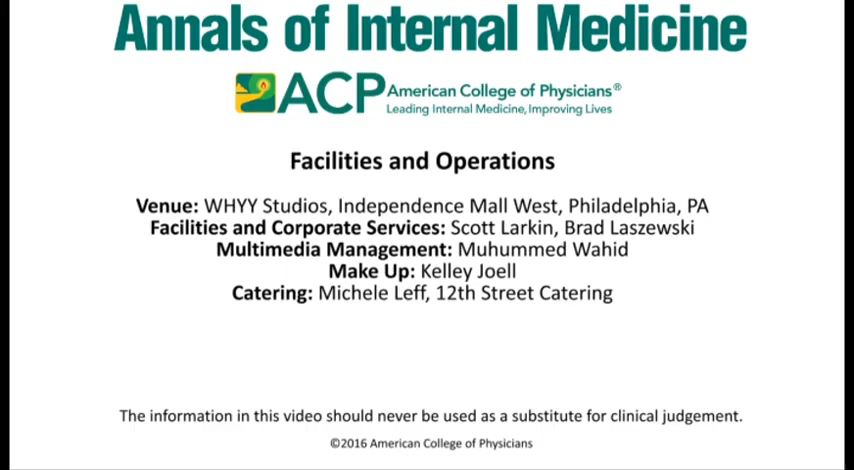 Annals of Internal Medicine
ACP American College of Physicians®
Leading Internal Medicine, Improving Lives
Facilities and Operations
Venue: WHYY Studios, Independence Mall West, Philadelphia, PA
Facilities and Corporate Services: Scott Larkin, Brad Laszewski
Multimedia Management: Muhummed Wahid
Make Up: Kelley Joell
Catering: Michele Leff, 12th Street Catering
The information in this video should never be used as a substitute for clinical judgement.
©2016 American College of Physicians